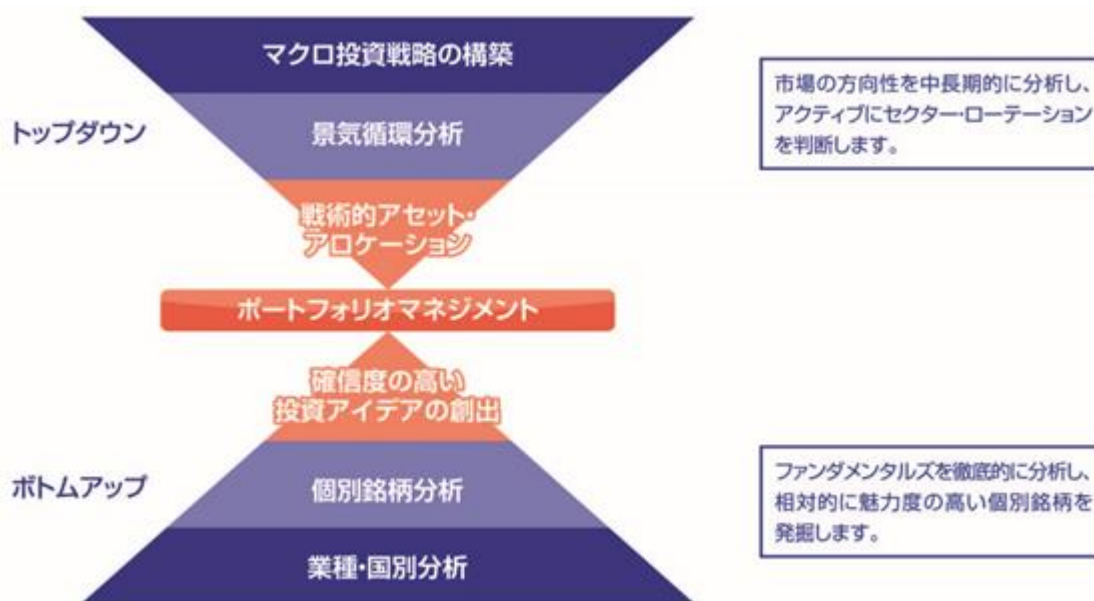 マクロ投資戦略の構築
トップダウン
景気循環分析
戦術的アセット・
アロケーション
市場の方向性を中長期的に分析し、
アクティブにセクター・ローテーション
を判断します。
ポートフォリオマネジメント
確信度の高い
投資アイデアの創出
ボトムアップ
個別銘柄分析
業種・国別分析
ファンダメンタルズを徹底的に分析し、
相対的に魅力度の高い個別銘柄を
発掘します。